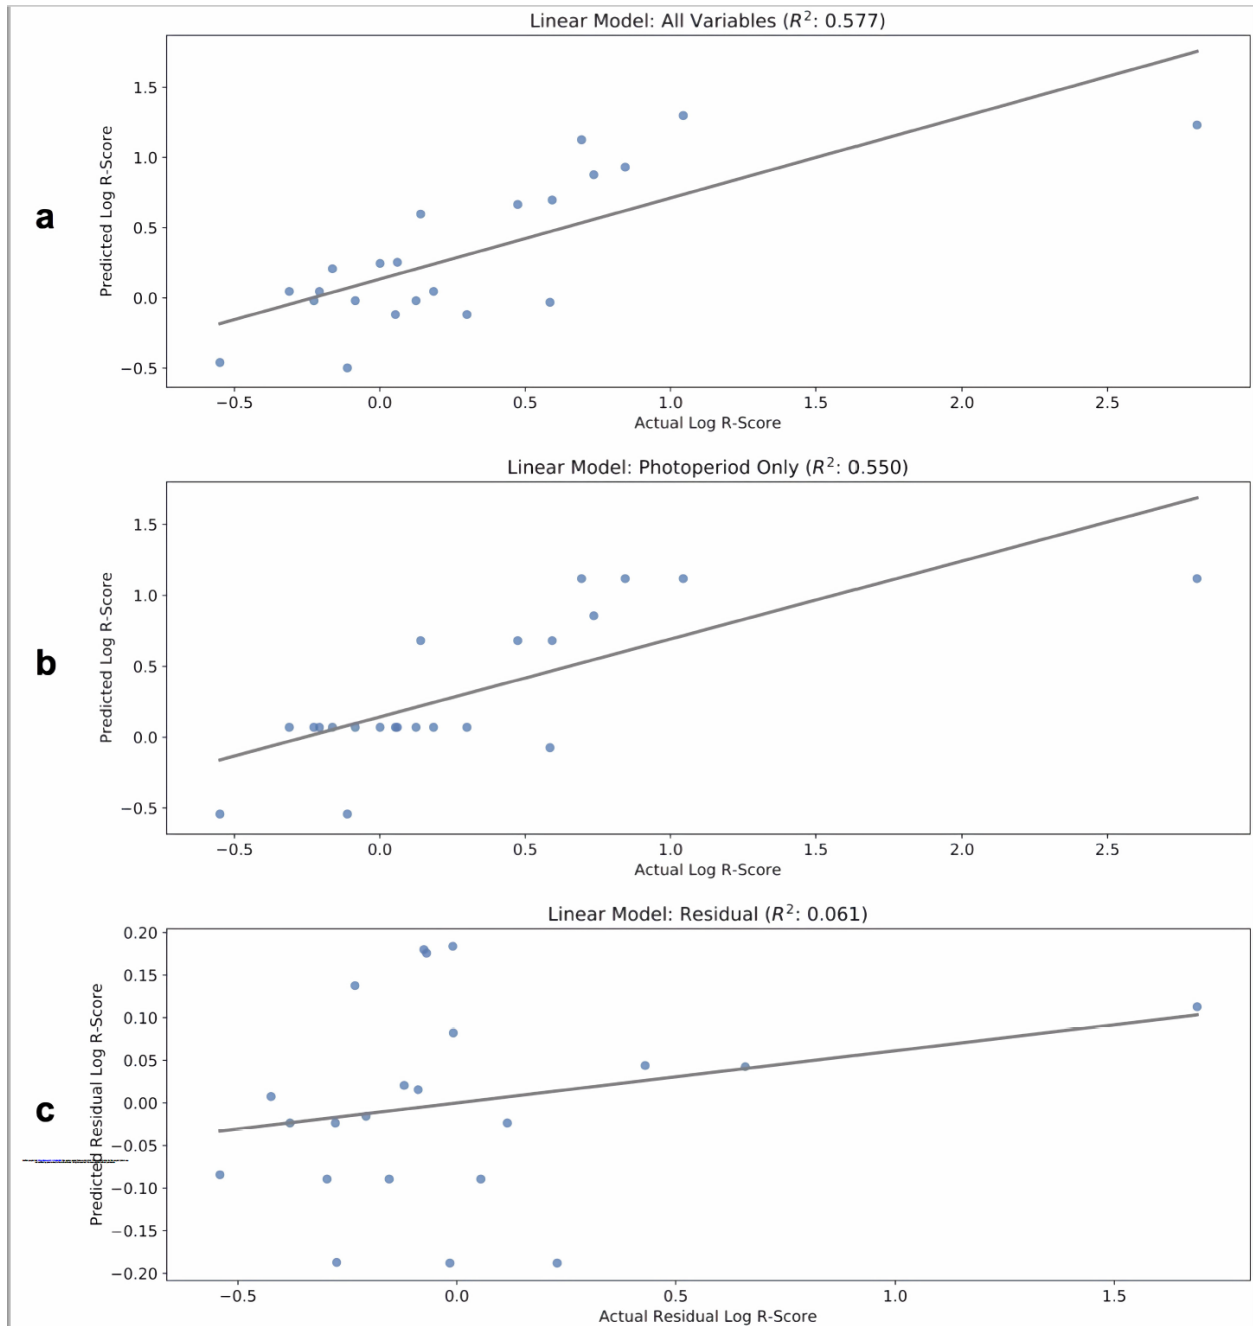 Linear Model: All Variables (R²: 0.577)
a
Predicted Log R-Score
1.5
1.0
0.5
0.0
−0.5
−0.5 0.0 0.5 1.0 1.5 2.0 2.5
Actual Log R-Score
Linear Model: Photoperiod Only (R²: 0.550)
b
Predicted Log R-Score
1.5
1.0
0.5
0.0
−0.5
−0.5 0.0 0.5 1.0 1.5 2.0 2.5
Actual Log R-Score
Linear Model: Residual (R²: 0.061)
c
Predicted Residual Log R-Score
0.20
0.15
0.10
0.05
0.00
−0.05
−0.10
−0.15
−0.20
−0.5 0.0 0.5 1.0 1.5
Actual Residual Log R-Score